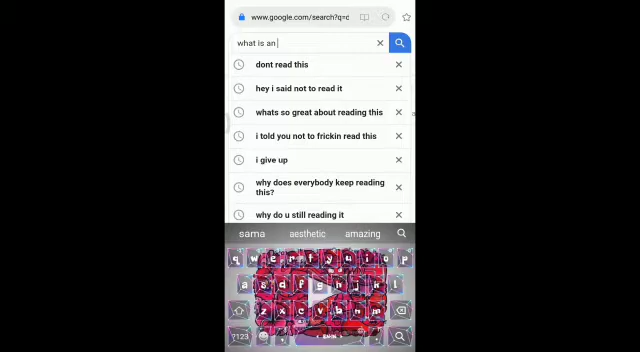 www.google.com/search?q=d
what is an
dont read this
hey i said not to read it
whats so great about reading this
i told you not to frickin read this
i give up
why does everybody keep reading
this?
why do u still reading it
sama aesthetic amazing
q w e r t y u i o p
a s d f g h j k l
z x c v b n m
?123